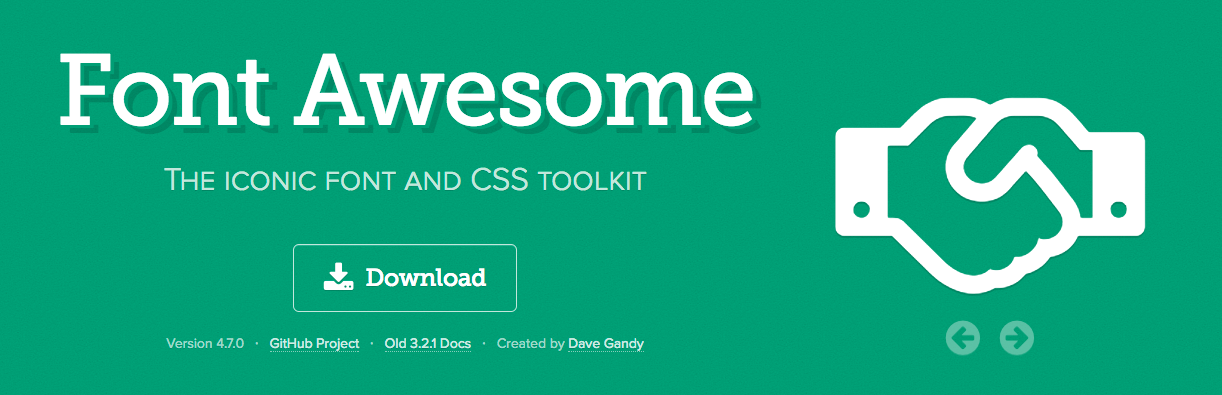 Font Awesome
The iconic font and CSS toolkit
Download
Version 4.7.0 · GitHub Project · Old 3.2.1 Docs · Created by Dave Gandy